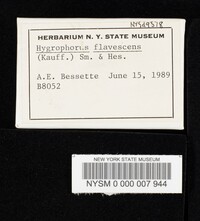 HERBARIUM N. Y. STATE MUSEUM
Hygrophorus flavescens
(Kauff.) Sm. & Hes.
A.E. Bessette June 15, 1989
B8052
NEW YORK STATE MUSEUM
NYSM 0 000 007 944